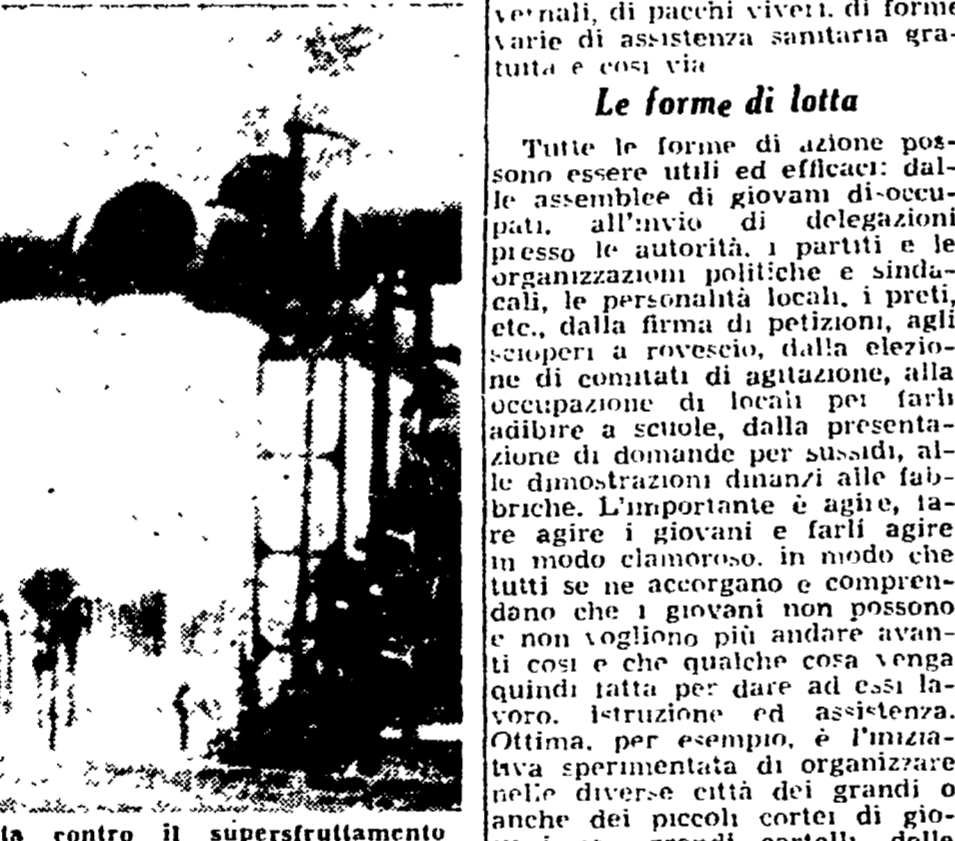 vernali, di pacchi viveri, di forme
varie di assistenza sanitaria gra-
tuita e così via
Le forme di lotta
Tutte le forme di azione pos-
sono essere utili ed efficaci: dal-
le assemblee di giovani disoccu-
pati, all'invio di delegazioni
presso le autorità, i partiti e le
organizzazioni politiche e sinda-
cali, le personalità locali, i preti,
etc., dalla firma di petizioni, agli
scioperi a rovescio, dalla elezio-
ne di comitati di agitazione, alla
occupazione di locali per farli
adibire a scuole, dalla presenta-
zione di domande per sussidi, al-
le dimostrazioni dinanzi alle fab-
briche. L'importante è agire, fa-
re agire i giovani e farli agire
in modo clamoroso, in modo che
tutti se ne accorgano e compren-
dano che i giovani non possono
e non vogliono più andare avan-
ti così e che qualche cosa venga
quindi fatta per dare ad essi la-
voro, istruzione ed assistenza.
Ottima, per esempio, è l'inizia-
tiva sperimentata di organizzare
nelle diverse città dei grandi o
anche dei piccoli cortei di gio-
grandi cartelli, delle
ta contro il supersfruttamento